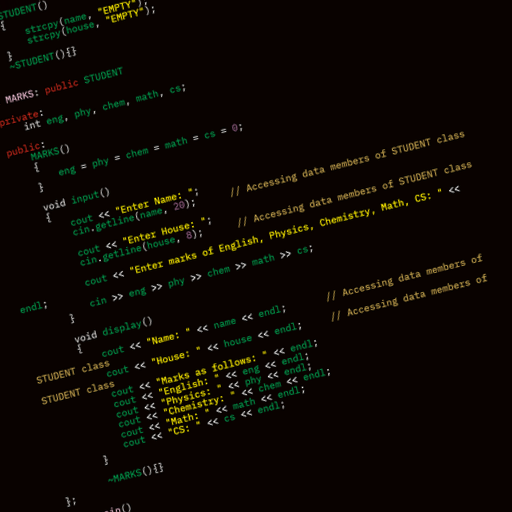 STUDENT()
{
strcpy(name, "EMPTY");
strcpy(house, "EMPTY");
}
~STUDENT(){}
MARKS: public STUDENT
private:
int eng, phy, chem, math, cs;
public:
MARKS()
{
eng = phy = chem = math = cs = 0;
}
void input()
{
cout << "Enter Name: ";
cin.getline(name, 20); // Accessing data members of STUDENT class
cout << "Enter House: ";
cin.getline(house, 8); // Accessing data members of STUDENT class
cout << "Enter marks of English, Physics, Chemistry, Math, CS: " <<
endl;
cin >> eng >> phy >> chem >> math >> cs;
}
void display()
{
cout << "Name: " << name << endl; // Accessing data members of
STUDENT class
cout << "House: " << house << endl; // Accessing data members of
STUDENT class
cout << "Marks as follows: " << endl;
cout << "English: " << eng << endl;
cout << "Physics: " << phy << endl;
cout << "Chemistry: " << chem << endl;
cout << "Math: " << math << endl;
cout << "CS: " << cs << endl;
}
~MARKS(){}
};